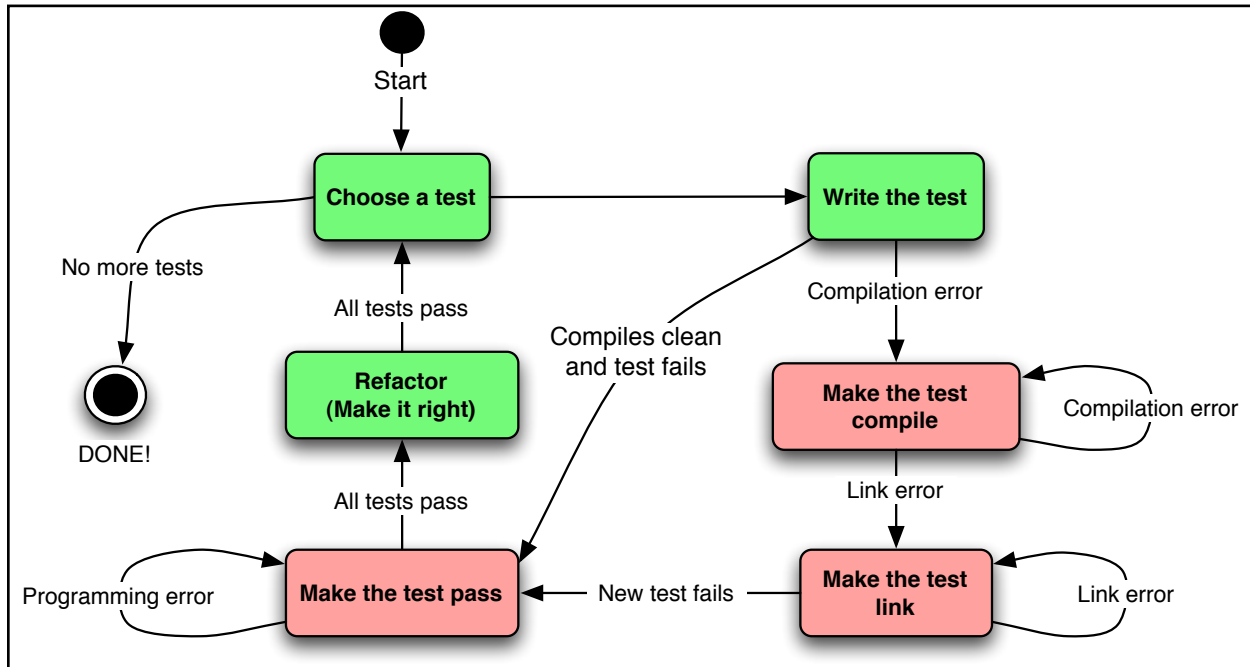 Start
Choose a test
Write the test
No more tests
All tests pass
Compilation error
Compiles clean
and test fails
Refactor
(Make it right)
Make the test
compile
Compilation error
DONE!
All tests pass
Link error
Programming error
Make the test pass
New test fails
Make the test
link
Link error